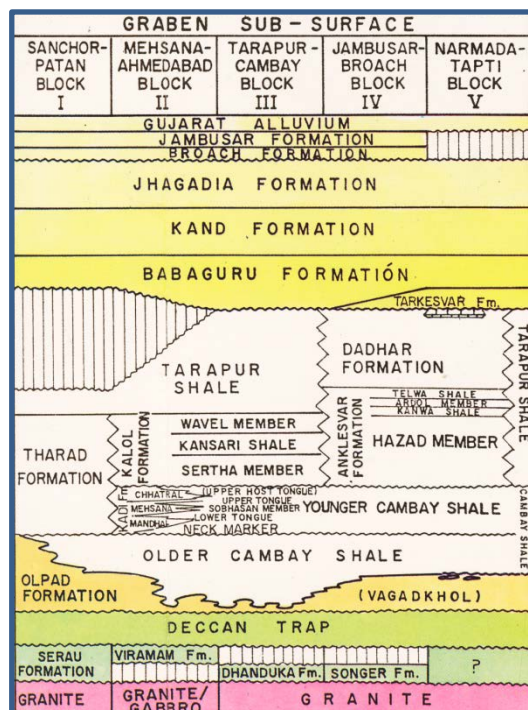 GRABEN SUB-SURFACE
SANCHOR-
PATAN
BLOCK
I
MEHSANA-
AHMEDABAD
BLOCK
II
TARAPUR-
CAMBAY
BLOCK
III
JAMBUSAR-
BROACH
BLOCK
IV
NARMADA-
TAPTI
BLOCK
V
GUJARAT ALLUVIUM
JAMBUSAR FORMATION
BROACH FORMATION
JHAGADIA FORMATION
KAND FORMATION
BABAGURU FORMATIÓN
TARKESVAR Fm.
TARAPUR
SHALE
DADHAR
FORMATION
TARAPUR SHALE
THARAD
FORMATION
KALOL
FORMATION
WAVEL MEMBER
KANSARI SHALE
SERTHA MEMBER
ANKLESVAR
FORMATION
TELWA SHALE
ARDOL MEMBER
KANWA SHALE
HAZAD MEMBER
KADI Fm.
CHHATRAL
(UPPER HOST TONGUE)
UPPER TONGUE
MEHSANA
SOBHASAN MEMBER
MANDHALI
LOWER TONGUE
NECK MARKER
YOUNGER CAMBAY SHALE
CAMBAY SHALE
OLDER CAMBAY SHALE
OLPAD
FORMATION
(VAGADKHOL)
DECCAN TRAP
SERAU
FORMATION
VIRAMAM Fm.
DHANDUKA Fm.
SONGER Fm.
?
GRANITE
GRANITE/
GABBRO
GRANITE